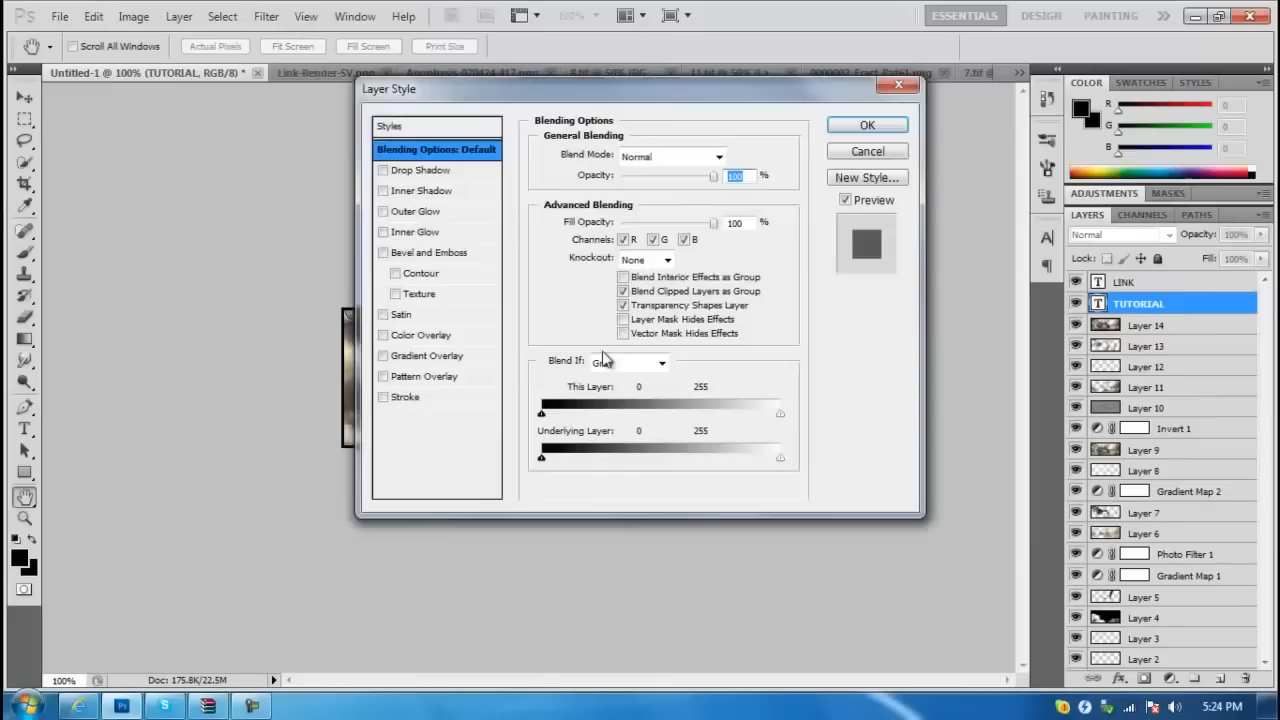 Ps File Edit Image Layer Select Filter View Window Help 100% ESSENTIALS DESIGN PAINTING
Scroll All Windows Actual Pixels Fit Screen Fill Screen Print Size
Untitled-1 @ 100% (TUTORIAL, RGB/8) * Link-Render-SV.png
Layer Style
Styles
Blending Options: Default
Drop Shadow
Inner Shadow
Outer Glow
Inner Glow
Bevel and Emboss
Contour
Texture
Satin
Color Overlay
Gradient Overlay
Pattern Overlay
Stroke
Blending Options
General Blending
Blend Mode: Normal
Opacity: 100 %
Advanced Blending
Fill Opacity: 100 %
Channels: R G B
Knockout: None
Blend Interior Effects as Group
Blend Clipped Layers as Group
Transparency Shapes Layer
Layer Mask Hides Effects
Vector Mask Hides Effects
Blend If:
This Layer: 0 255
Underlying Layer: 0 255
OK
Cancel
New Style...
Preview
COLOR SWATCHES STYLES
R 0
G 0
B 0
ADJUSTMENTS MASKS
LAYERS CHANNELS PATHS
Normal Opacity: 100%
Lock: Fill: 100%
T LINK
T TUTORIAL
Layer 14
Layer 13
Layer 12
Layer 11
Layer 10
Invert 1
Layer 9
Layer 8
Gradient Map 2
Layer 7
Layer 6
Photo Filter 1
Gradient Map 1
Layer 5
Layer 4
Layer 3
Layer 2
100% Doc: 175.8K/22.5M
5:24 PM